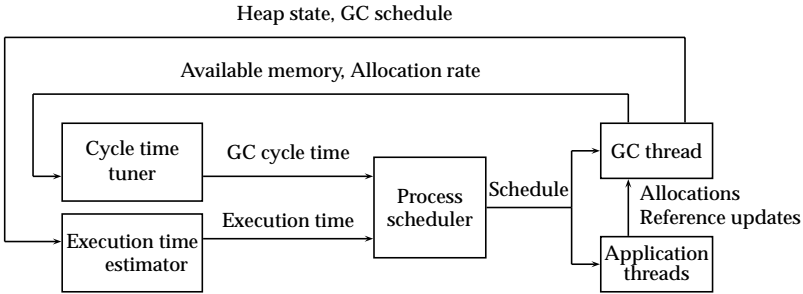 Heap state, GC schedule
Available memory, Allocation rate
Cycle time
tuner
GC cycle time
Process
scheduler
Schedule
GC thread
Allocations
Reference updates
Execution time
estimator
Execution time
Application
threads